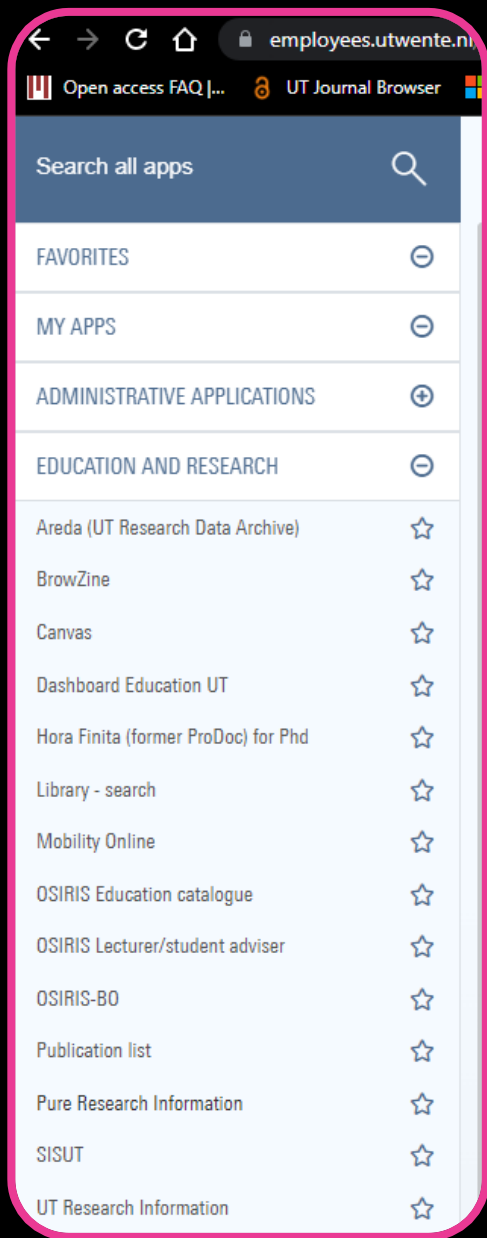 employees.utwente.nl
Open access FAQ |...
UT Journal Browser
Search all apps
FAVORITES
MY APPS
ADMINISTRATIVE APPLICATIONS
EDUCATION AND RESEARCH
Areda (UT Research Data Archive)
BrowZine
Canvas
Dashboard Education UT
Hora Finita (former ProDoc) for Phd
Library - search
Mobility Online
OSIRIS Education catalogue
OSIRIS Lecturer/student adviser
OSIRIS-BO
Publication list
Pure Research Information
SISUT
UT Research Information